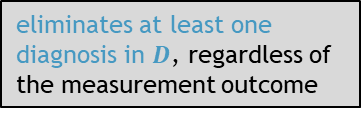 eliminates at least one
diagnosis in D, regardless of
the measurement outcome